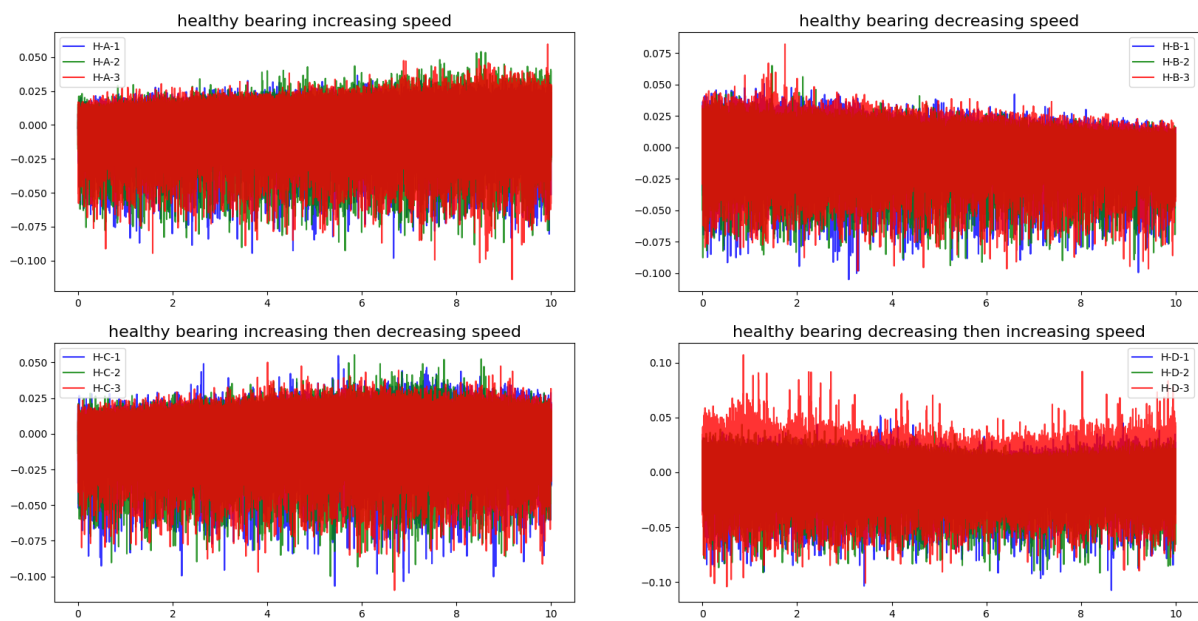 healthy bearing increasing speed
H-A-1
H-A-2
H-A-3
0.050
0.025
0.000
−0.025
−0.050
−0.075
−0.100
0 2 4 6 8 10
healthy bearing decreasing speed
H-B-1
H-B-2
H-B-3
0.075
0.050
0.025
0.000
−0.025
−0.050
−0.075
−0.100
0 2 4 6 8 10
healthy bearing increasing then decreasing speed
H-C-1
H-C-2
H-C-3
0.050
0.025
0.000
−0.025
−0.050
−0.075
−0.100
0 2 4 6 8 10
healthy bearing decreasing then increasing speed
H-D-1
H-D-2
H-D-3
0.10
0.05
0.00
−0.05
−0.10
0 2 4 6 8 10